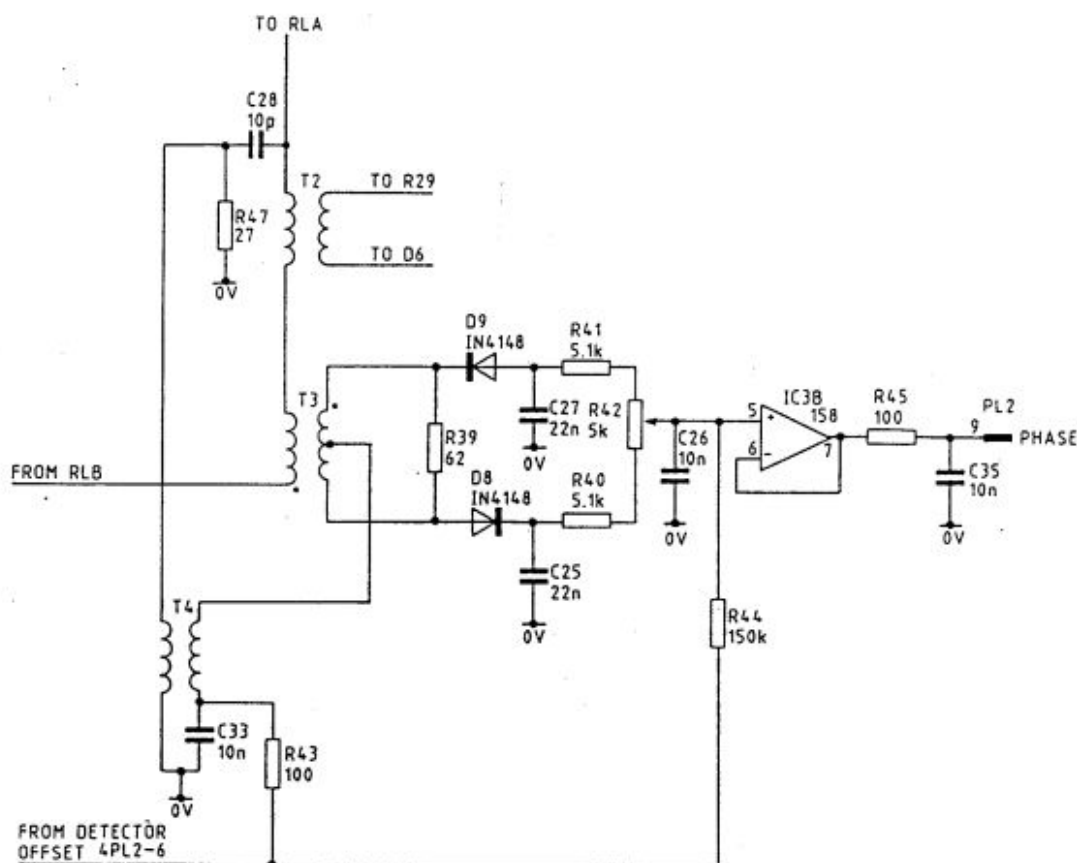 TO RLA
C28
10p
T2
TO R29
R47
27
TO D6
0V
D9
IN4148
R41
5.1k
T3
C27
22n
R42
5k
IC3B
158
R45
100
PL2
5
+
6
−
7
9
PHASE
R39
62
C26
10n
C35
10n
FROM RLB
D8
IN4148
0V
R40
5.1k
0V
0V
C25
22n
T4
R44
150k
0V
C33
10n
R43
100
0V
FROM DETECTOR
OFFSET 4PL2-6